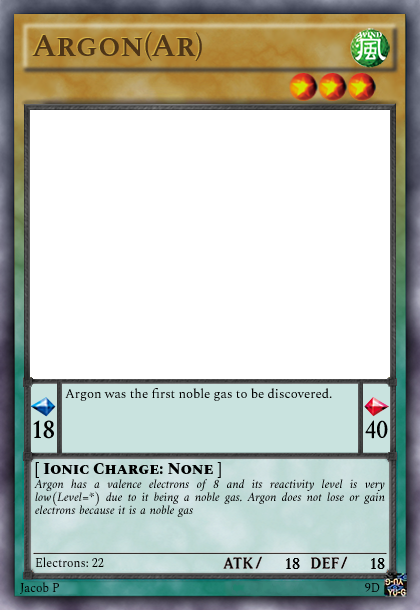 Argon(Ar)
WIND
風
Argon was the first noble gas to be discovered.
18
40
[ Ionic Charge: None ]
Argon has a valence electrons of 8 and its reactivity level is very
low(Level=*) due to it being a noble gas. Argon does not lose or gain
electrons because it is a noble gas
Electrons: 22
ATK/ 18 DEF/ 18
Jacob P
9D